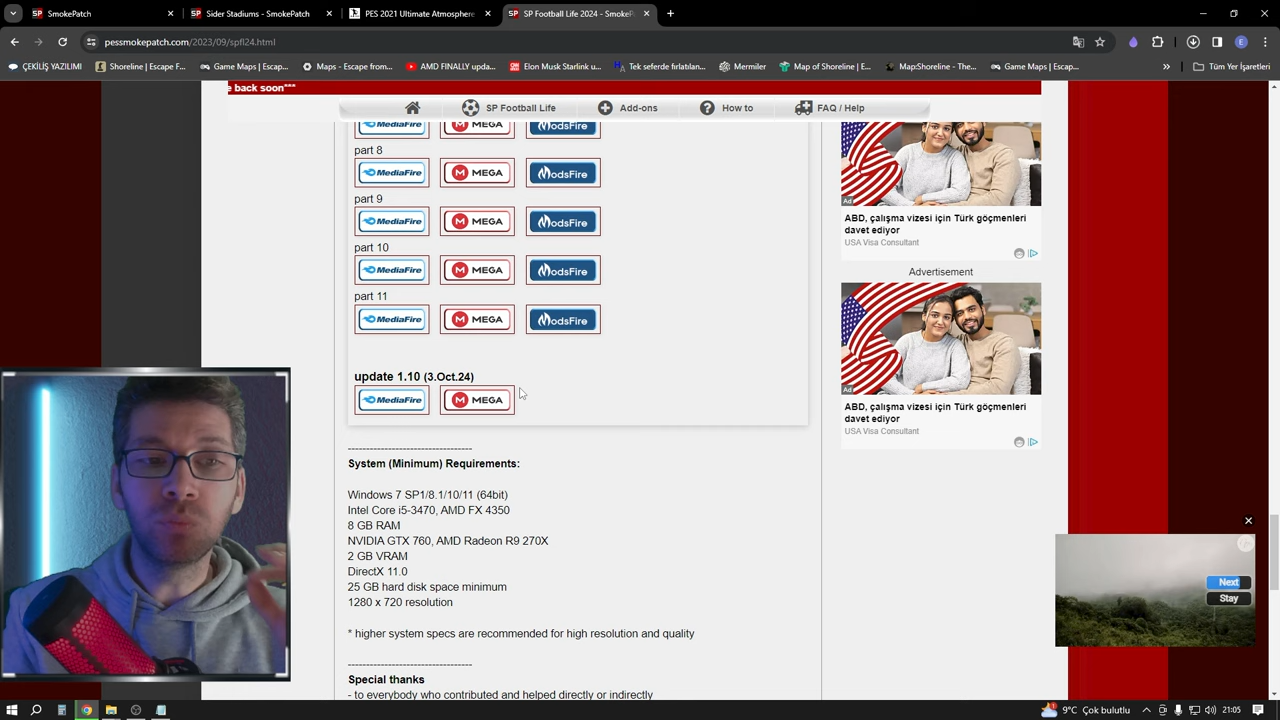 SmokePatch
Sider Stadiums - SmokePatch
PES 2021 Ultimate Atmosphere
SP Football Life 2024 - SmokeP
pessmokepatch.com/2023/09/spfl24.html
ÇEKİLİŞ YAZILIMI
Shoreline | Escape F...
Game Maps | Escap...
Maps - Escape from...
AMD FINALLY upda...
Elon Musk Starlink u...
Tek seferde fırlatılan...
Mermiler
Map of Shoreline | E...
Map:Shoreline - The...
Game Maps | Escap...
Tüm Yer İşaretleri
e back soon***
SP Football Life
Add-ons
How to
FAQ / Help
MediaFire MEGA odsFire
part 8
MediaFire MEGA odsFire
part 9
MediaFire MEGA odsFire
part 10
MediaFire MEGA odsFire
part 11
MediaFire MEGA odsFire
update 1.10 (3.Oct.24)
MediaFire MEGA
--------------------------------
System (Minimum) Requirements:
Windows 7 SP1/8.1/10/11 (64bit)
Intel Core i5-3470, AMD FX 4350
8 GB RAM
NVIDIA GTX 760, AMD Radeon R9 270X
2 GB VRAM
DirectX 11.0
25 GB hard disk space minimum
1280 x 720 resolution
* higher system specs are recommended for high resolution and quality
--------------------------------
Special thanks
- to everybody who contributed and helped directly or indirectly
Ad
ABD, çalışma vizesi için Türk göçmenleri
davet ediyor
USA Visa Consultant
Advertisement
Ad
ABD, çalışma vizesi için Türk göçmenleri
davet ediyor
USA Visa Consultant
Next
Stay
9°C Çok bulutlu
21:05